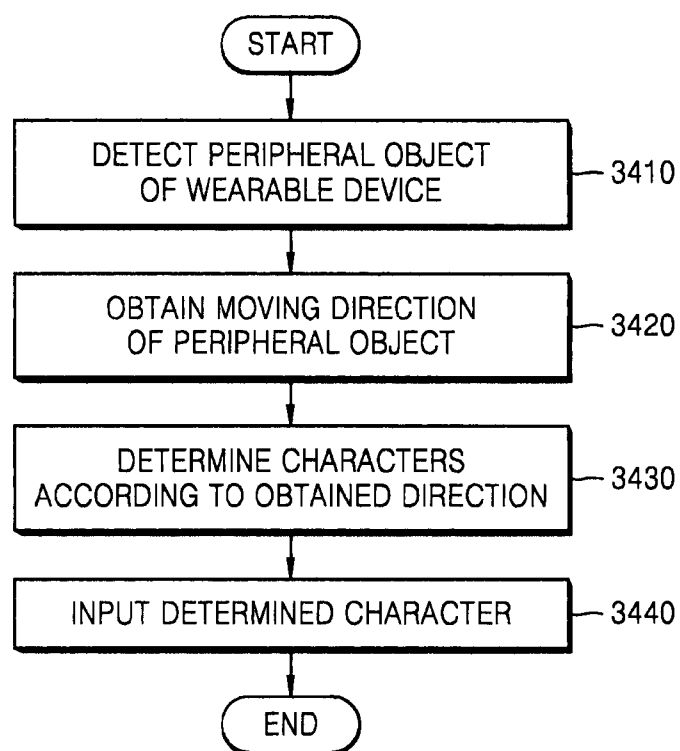 START
DETECT PERIPHERAL OBJECT
OF WEARABLE DEVICE
3410
OBTAIN MOVING DIRECTION
OF PERIPHERAL OBJECT
3420
DETERMINE CHARACTERS
ACCORDING TO OBTAINED DIRECTION
3430
INPUT DETERMINED CHARACTER
3440
END